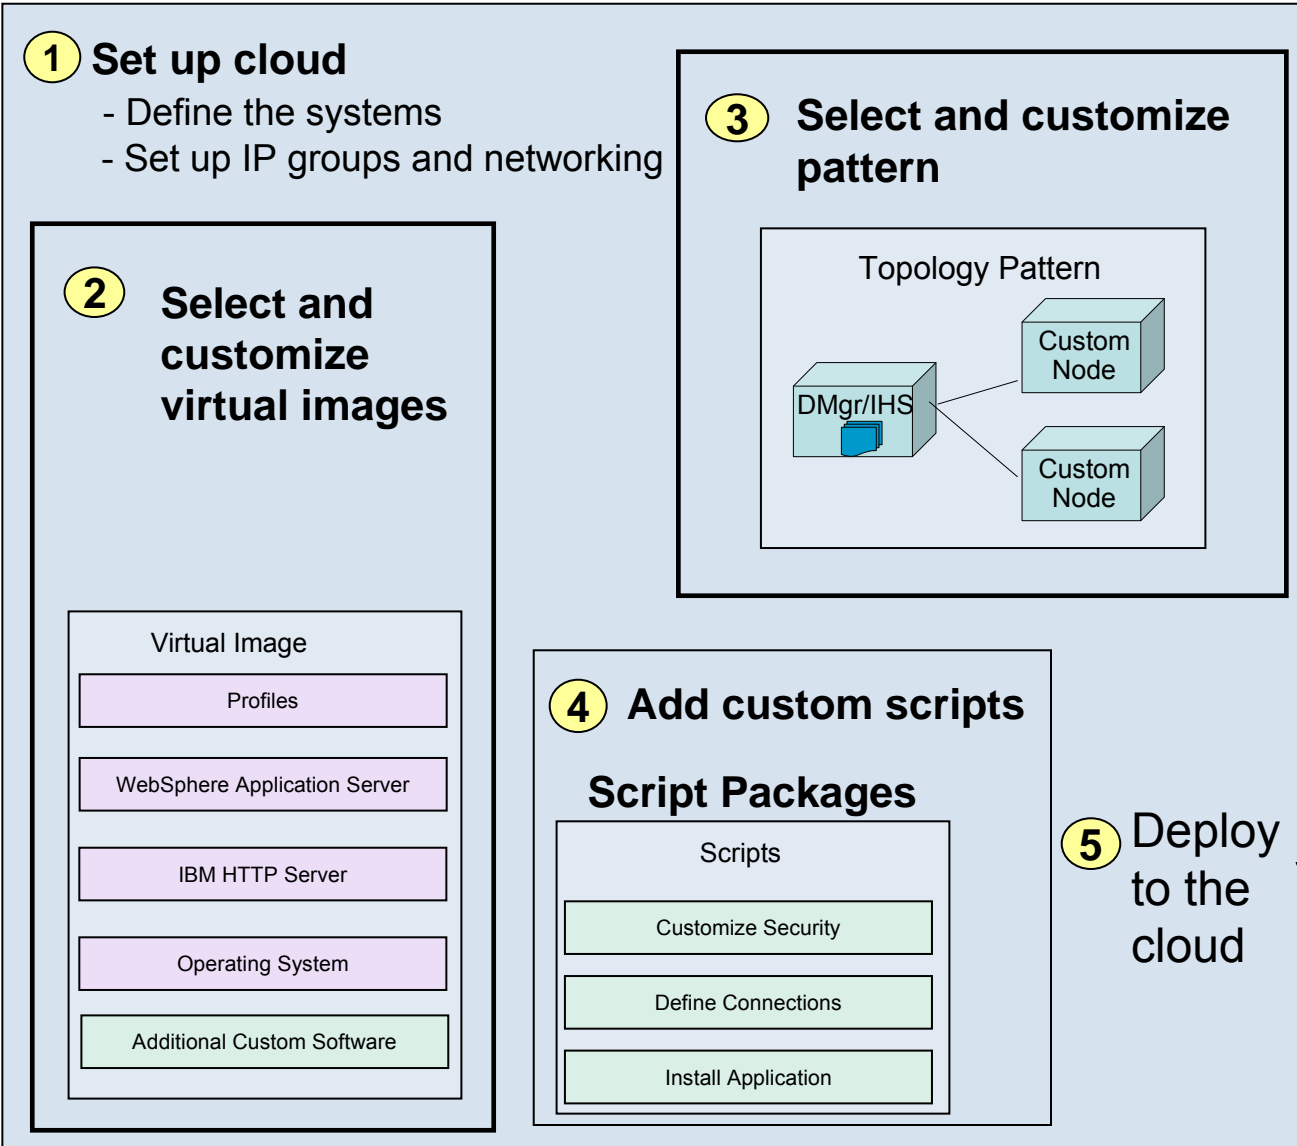 1 Set up cloud
- Define the systems
- Set up IP groups and networking
2 Select and
customize
virtual images
Virtual Image
Profiles
WebSphere Application Server
IBM HTTP Server
Operating System
Additional Custom Software
3 Select and customize
pattern
Topology Pattern
DMgr/IHS
Custom
Node
Custom
Node
4 Add custom scripts
Script Packages
Scripts
Customize Security
Define Connections
Install Application
5 Deploy
to the
cloud